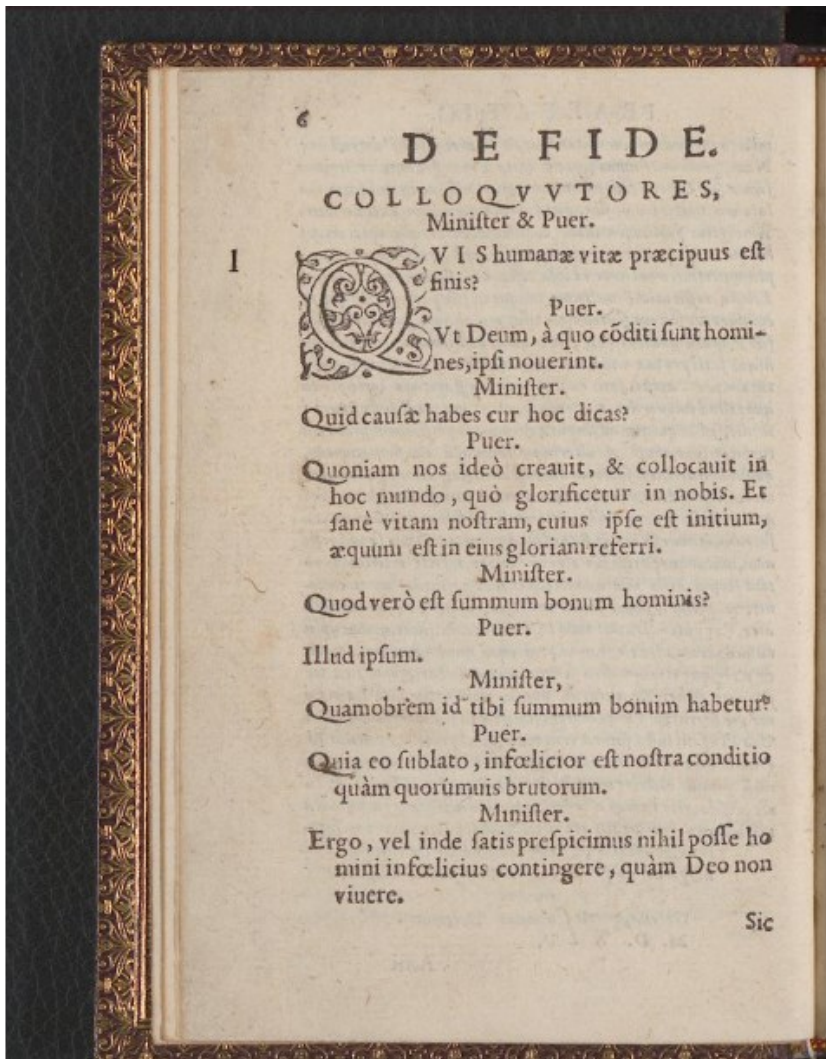 6
DE FIDE.
COLLOQVVTORES,
Miniſter & Puer.
I
QVIS humanæ vitæ præcipuus eſt
finis?
Puer.
Vt Deum, à quo cõditi ſunt homi-
nes, ipſi nouerint.
Miniſter.
Quid cauſæ habes cur hoc dicas?
Puer.
Quoniam nos ideò creauit, & collocauit in
hoc mundo, quò glorificetur in nobis. Et
ſanè vitam noſtram, cuius ipſe eſt initium,
æquum eſt in eius gloriam referri.
Miniſter.
Quod verò eſt ſummum bonum hominis?
Puer.
Illud ipſum.
Miniſter,
Quamobrem id tibi ſummum bonum habetur?
Puer.
Quia eo ſublato, infœlicior eſt noſtra conditio
quàm quorũmuis brutorum.
Miniſter.
Ergo, vel inde ſatis preſpicimus nihil poſſe ho
mini infœlicius contingere, quàm Deo non
viuere.
Sic